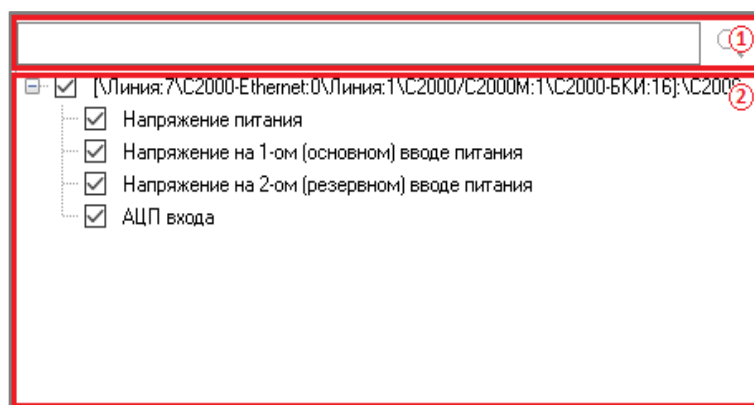 1
2
[\Линия:7\С2000-Ethernet:0\Линия:1\С2000/С2000М:1\С2000-БКИ:16]:\С2000
Напряжение питания
Напряжение на 1-ом (основном) вводе питания
Напряжение на 2-ом (резервном) вводе питания
АЦП входа